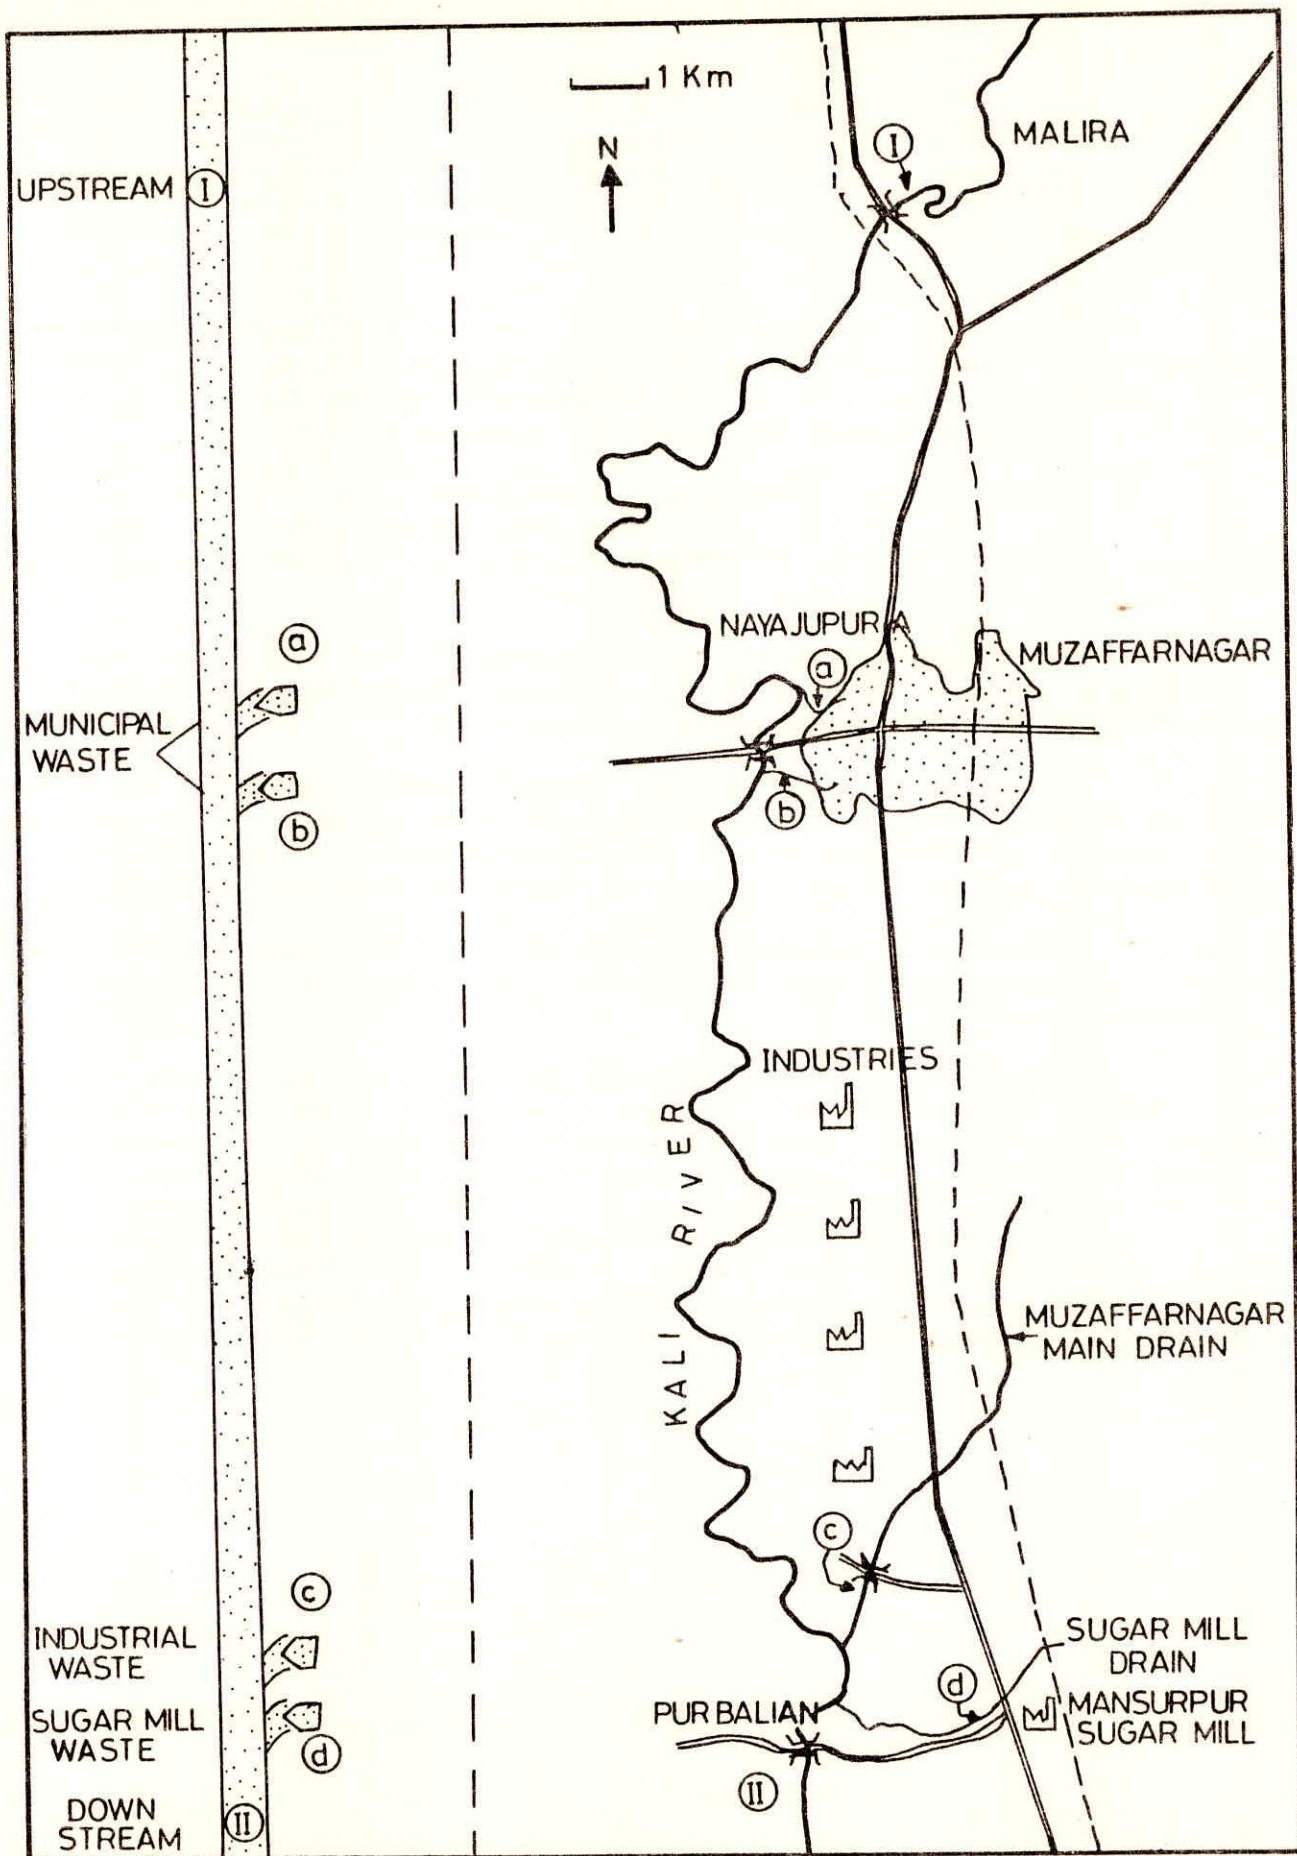 UPSTREAM
I
a
MUNICIPAL
WASTE
b
c
INDUSTRIAL
WASTE
SUGAR MILL
WASTE
d
DOWN
STREAM
II
1 Km
N
I
MALIRA
NAYAJUPURA
a
MUZAFFARNAGAR
b
INDUSTRIES
KALI RIVER
MUZAFFARNAGAR
MAIN DRAIN
c
SUGAR MILL
DRAIN
d
PURBALIAN
MANSURPUR
SUGAR MILL
II